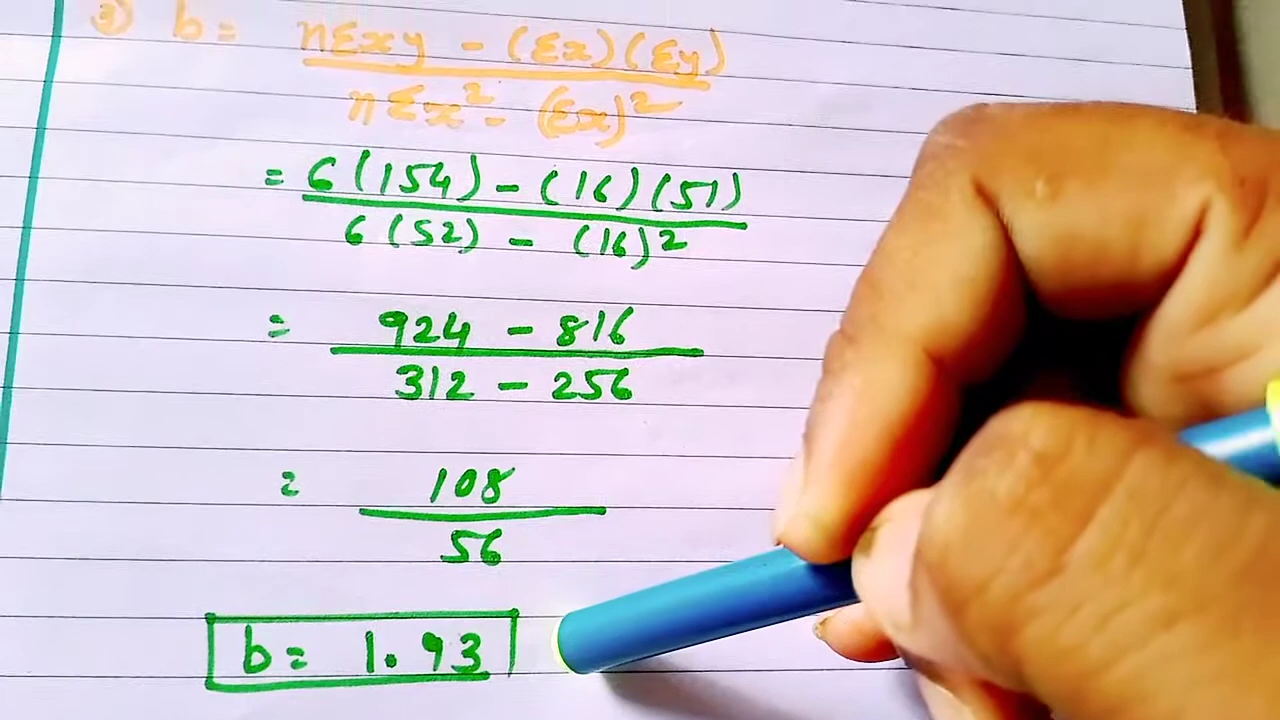 3) b = nΣxy - (Σx)(Σy) / nΣx² - (Σx)²
= 6(154) - (16)(51) / 6(52) - (16)²
= 924 - 816 / 312 - 256
= 108 / 56
b = 1.93